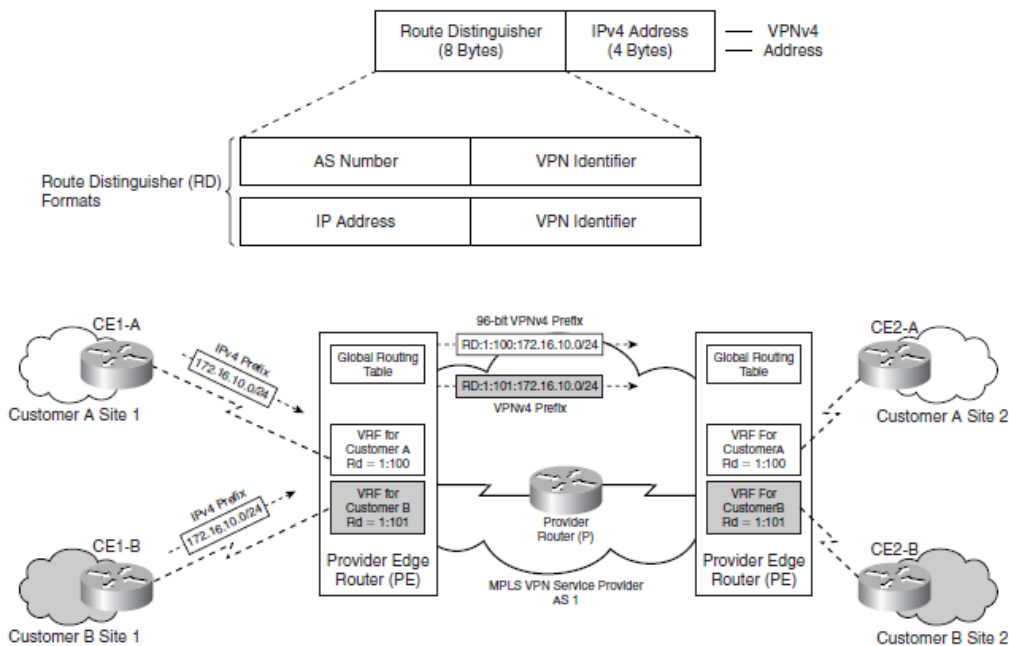 Route Distinguisher
(8 Bytes)
IPv4 Address
(4 Bytes)
VPNv4
Address
AS Number
VPN Identifier
Route Distinguisher (RD)
Formats
IP Address
VPN Identifier
96-bit VPNv4 Prefix
RD:1:100:172.16.10.0/24
RD:1:101:172.16.10.0/24
VPNv4 Prefix
CE1-A
IPv4 Prefix
172.16.10.0/24
Customer A Site 1
Global Routing
Table
VRF for
Customer A
Rd = 1:100
VRF for
Customer B
Rd = 1:101
Provider Edge
Router (PE)
IPv4 Prefix
172.16.10.0/24
CE1-B
Customer B Site 1
Provider
Router (P)
MPLS VPN Service Provider
AS 1
Global Routing
Table
VRF For
CustomerA
Rd = 1:100
VRF For
CustomerB
Rd = 1:101
Provider Edge
Router (PE)
CE2-A
Customer A Site 2
CE2-B
Customer B Site 2